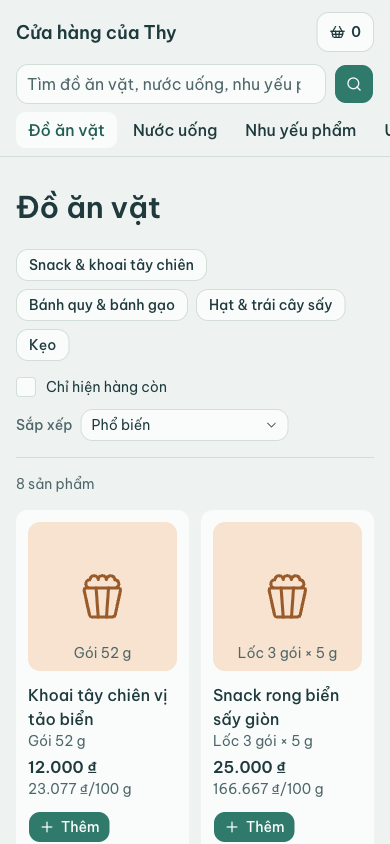 Cửa hàng của Thy
0
Tìm đồ ăn vặt, nước uống, nhu yếu p
Đồ ăn vặt Nước uống Nhu yếu phẩm
Đồ ăn vặt
Snack & khoai tây chiên
Bánh quy & bánh gạo Hạt & trái cây sấy
Kẹo
Chỉ hiện hàng còn
Sắp xếp Phổ biến
8 sản phẩm
Gói 52 g
Khoai tây chiên vị
tảo biển
Gói 52 g
12.000 ₫
23.077 ₫/100 g
Thêm
Lốc 3 gói × 5 g
Snack rong biển
sấy giòn
Lốc 3 gói × 5 g
25.000 ₫
166.667 ₫/100 g
Thêm